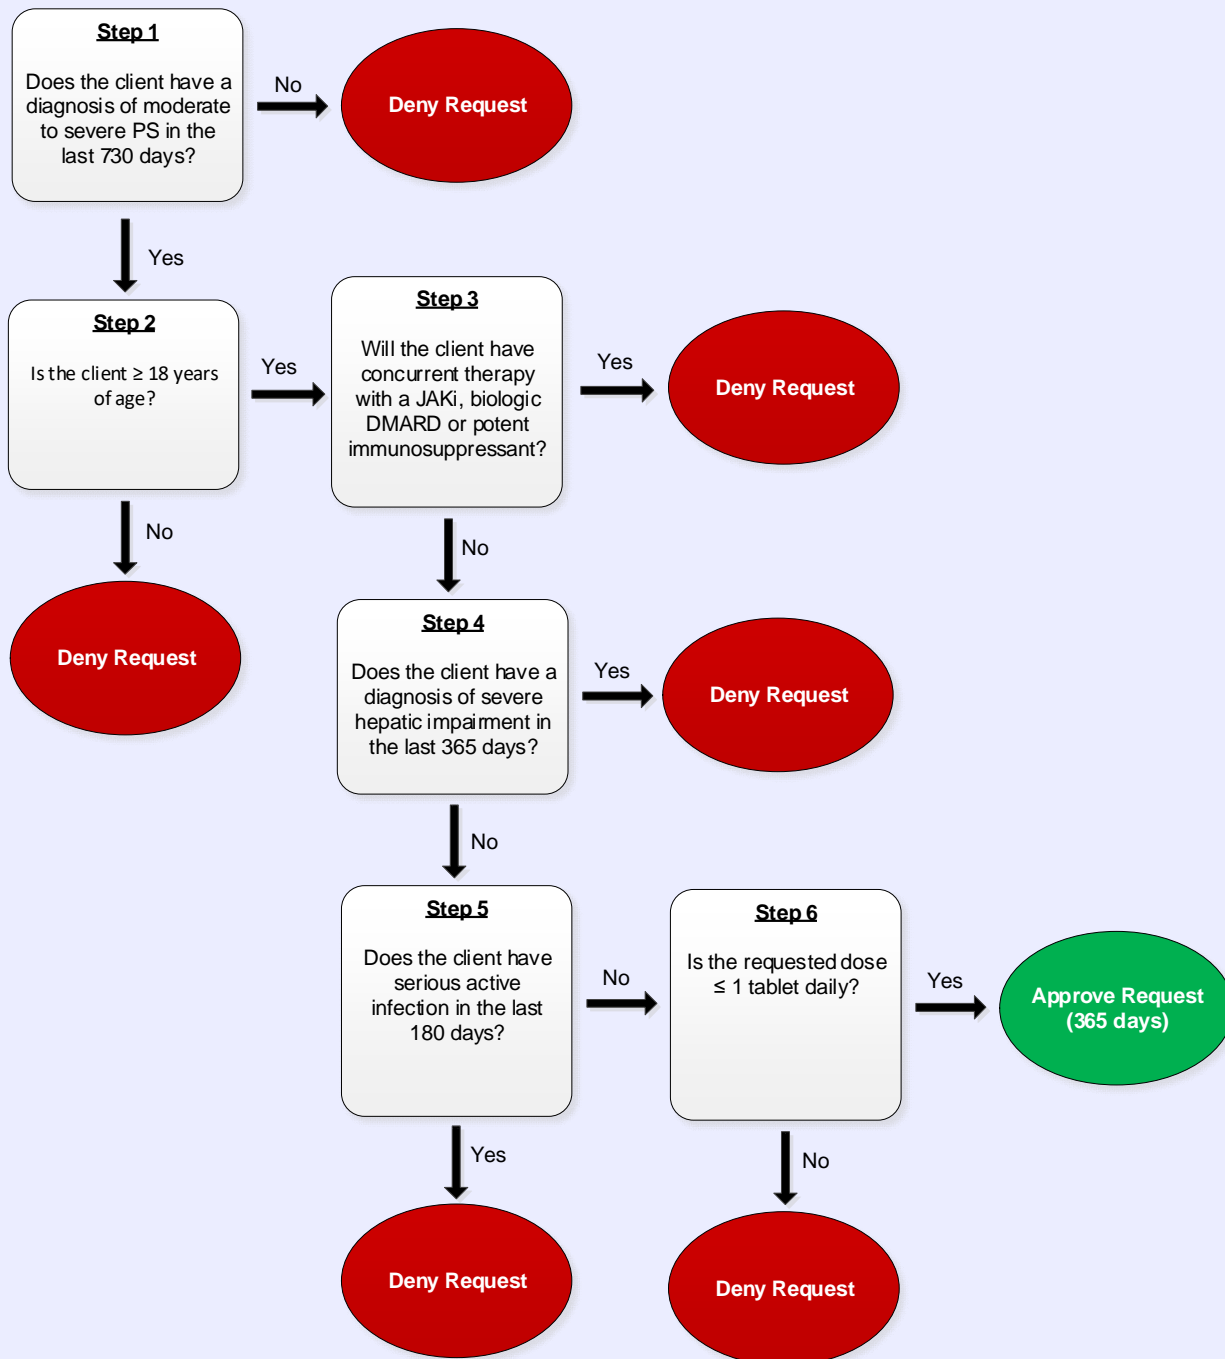 Step 1
Does the client have a
diagnosis of moderate
to severe PS in the
last 730 days?
No
Deny Request
Yes
Step 2
Is the client ≥ 18 years
of age?
Yes
No
Deny Request
Step 3
Will the client have
concurrent therapy
with a JAKi, biologic
DMARD or potent
immunosuppressant?
Yes
Deny Request
No
Step 4
Does the client have a
diagnosis of severe
hepatic impairment in
the last 365 days?
Yes
Deny Request
No
Step 5
Does the client have
serious active
infection in the last
180 days?
No
Yes
Deny Request
Step 6
Is the requested dose
≤ 1 tablet daily?
Yes
Approve Request
(365 days)
No
Deny Request